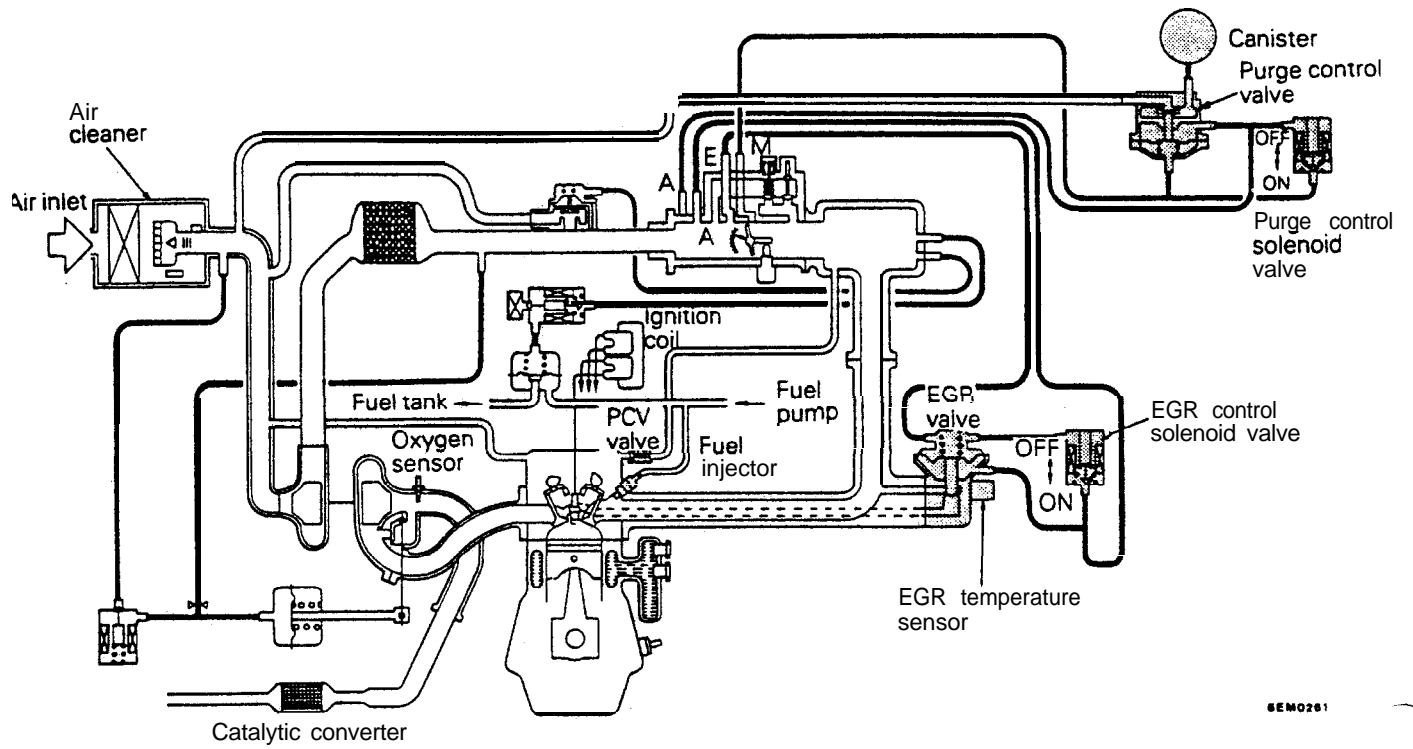 Canister
Purge control
valve
Air
cleaner
M
E
A
OFF
ON
Air inlet
A
Purge control
solenoid
valve
Ignition
coil
Fuel tank
Fuel
pump
PCV
valve
EGR
valve
EGR control
solenoid valve
Oxygen
sensor
Fuel
injector
OFF
ON
EGR temperature
sensor
6EM0261
Catalytic converter